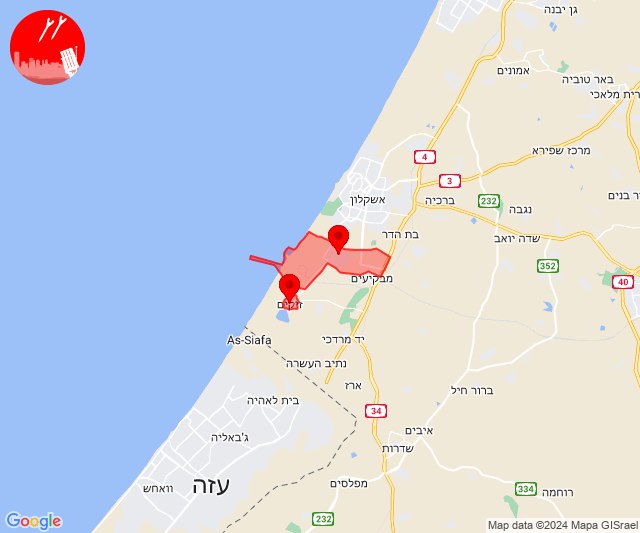 גן יבנה
אמונים
באר טוביה
רית מלאכי
מרכז שפירא
4
3
232
אשקלון
ברכיה
נגבה
ר בנים
בת הדר
שדה יואב
352
40
מבקיעים
זיקים
As-Siafa
יד מרדכי
נתיב העשרה
ארז
בית לאהיה
ברור חיל
34
ג'באליה
איבים
שדרות
עזה
וואחש
מפלסים
334
רוחמה
232
Google
Map data ©2024 Mapa GISrael